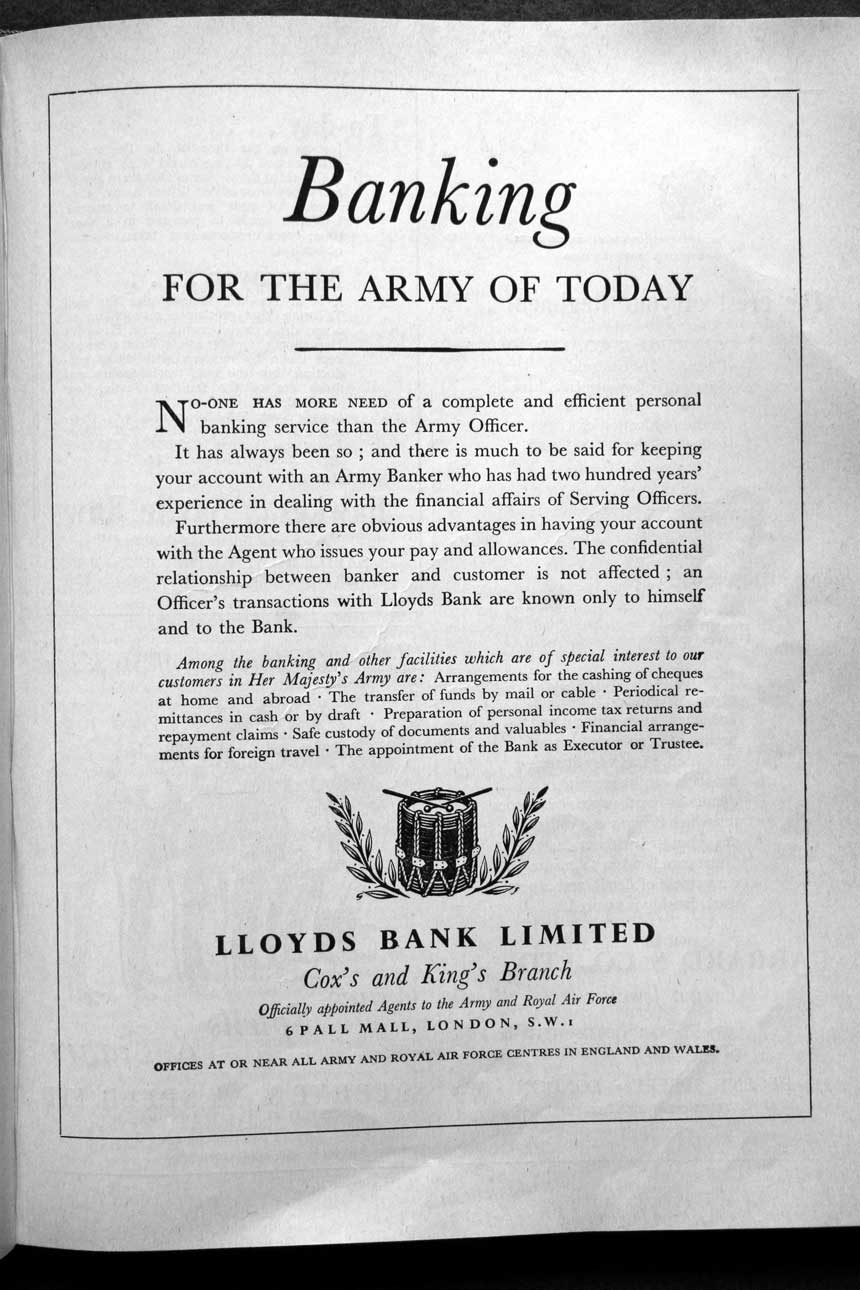 Banking
FOR THE ARMY OF TODAY
NO-ONE HAS MORE NEED of a complete and efficient personal
banking service than the Army Officer.
It has always been so ; and there is much to be said for keeping
your account with an Army Banker who has had two hundred years'
experience in dealing with the financial affairs of Serving Officers.
Furthermore there are obvious advantages in having your account
with the Agent who issues your pay and allowances. The confidential
relationship between banker and customer is not affected ; an
Officer's transactions with Lloyds Bank are known only to himself
and to the Bank.
Among the banking and other facilities which are of special interest to our
customers in Her Majesty's Army are: Arrangements for the cashing of cheques
at home and abroad · The transfer of funds by mail or cable · Periodical re-
mittances in cash or by draft · Preparation of personal income tax returns and
repayment claims · Safe custody of documents and valuables · Financial arrange-
ments for foreign travel · The appointment of the Bank as Executor or Trustee.
LLOYDS BANK LIMITED
Cox's and King's Branch
Officially appointed Agents to the Army and Royal Air Force
6 PALL MALL, LONDON, S.W.1
OFFICES AT OR NEAR ALL ARMY AND ROYAL AIR FORCE CENTRES IN ENGLAND AND WALES.